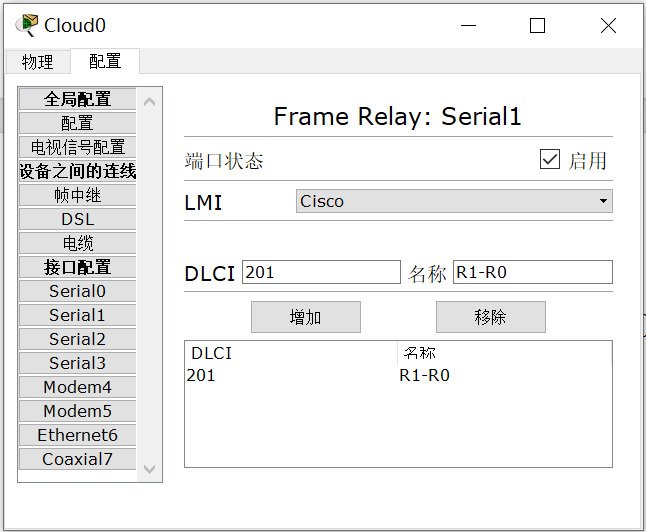 Cloud0
物理 配置
全局配置
配置
电视信号配置
设备之间的连线
帧中继
DSL
电缆
接口配置
Serial0
Serial1
Serial2
Serial3
Modem4
Modem5
Ethernet6
Coaxial7
Frame Relay: Serial1
端口状态 启用
LMI Cisco
DLCI 201 名称 R1-R0
增加 移除
DLCI 名称
201 R1-R0